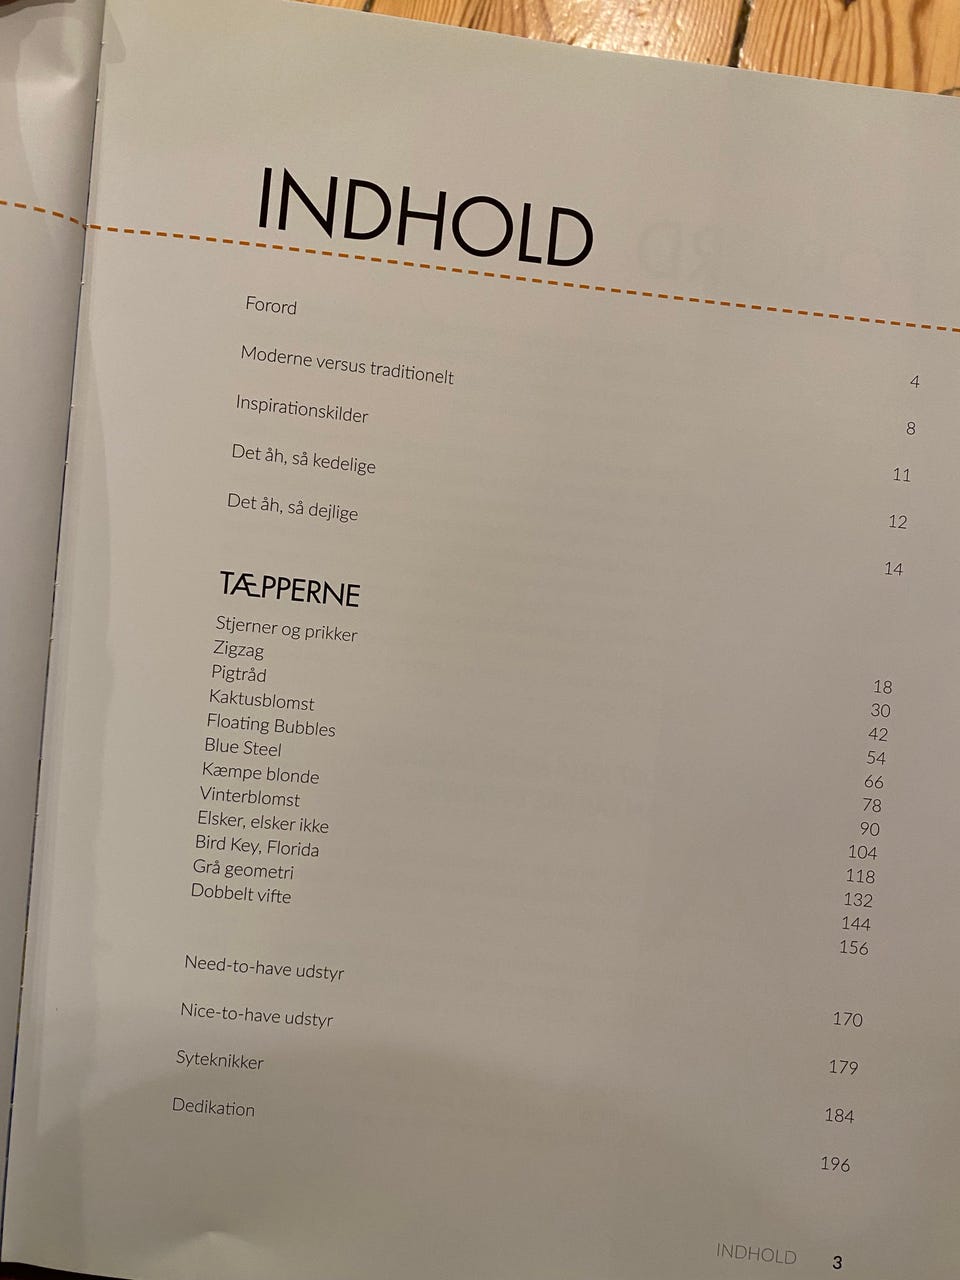 INDHOLD
Forord 4
Moderne versus traditionelt 8
Inspirationskilder 11
Det åh, så kedelige 12
Det åh, så dejlige 14
TÆPPERNE
Stjerner og prikker 18
Zigzag 30
Pigtråd 42
Kaktusblomst 54
Floating Bubbles 66
Blue Steel 78
Kæmpe blonde 90
Vinterblomst 104
Elsker, elsker ikke 118
Bird Key, Florida 132
Grå geometri 144
Dobbelt vifte 156
Need-to-have udstyr 170
Nice-to-have udstyr 179
Syteknikker 184
Dedikation 196
INDHOLD 3